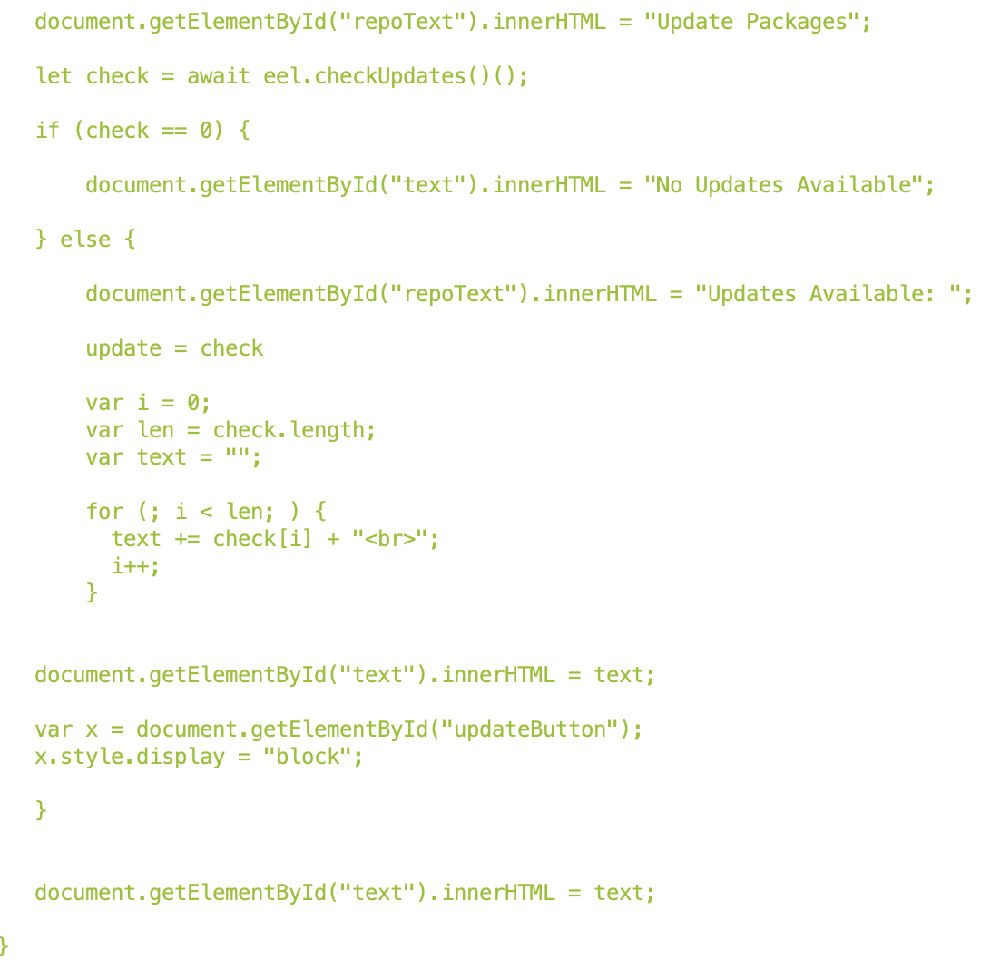 document.getElementById("repoText").innerHTML = "Update Packages";
let check = await eel.checkUpdates()();
if (check == 0) {
document.getElementById("text").innerHTML = "No Updates Available";
} else {
document.getElementById("repoText").innerHTML = "Updates Available: ";
update = check
var i = 0;
var len = check.length;
var text = "";
for (; i < len; ) {
text += check[i] + "<br>";
i++;
}
document.getElementById("text").innerHTML = text;
var x = document.getElementById("updateButton");
x.style.display = "block";
}
document.getElementById("text").innerHTML = text;
}